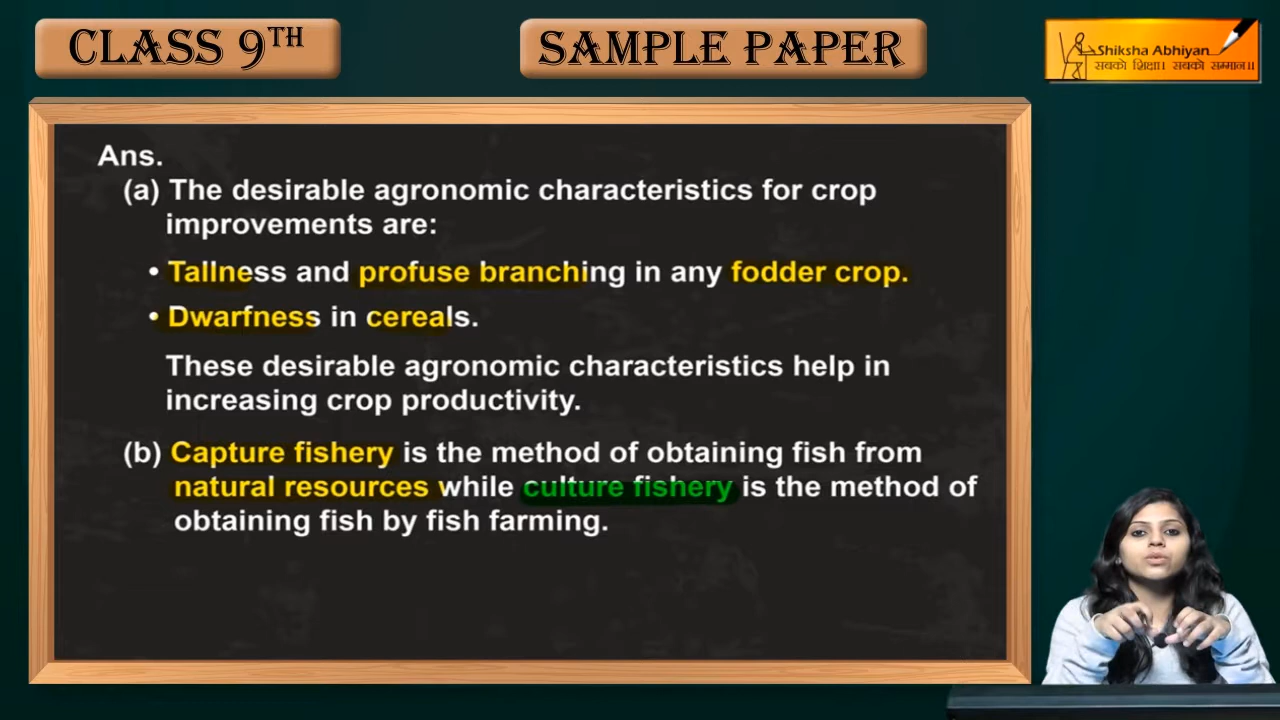 CLASS 9TH
SAMPLE PAPER
Shiksha Abhiyan
सबको शिक्षा। सबको सम्मान॥
Ans.
(a) The desirable agronomic characteristics for crop
improvements are:
• Tallness and profuse branching in any fodder crop.
• Dwarfness in cereals.
These desirable agronomic characteristics help in
increasing crop productivity.
(b) Capture fishery is the method of obtaining fish from
natural resources while culture fishery is the method of
obtaining fish by fish farming.